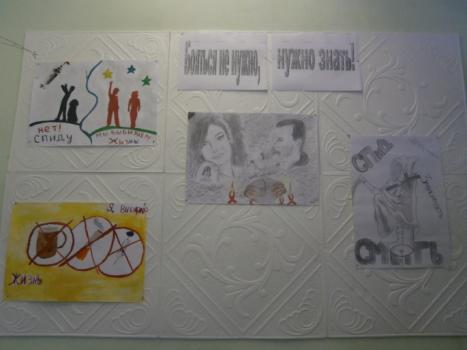 Бояться не нужно,
нужно знать!
НЕТ!
СПИДУ
МЫ ВЫБИРАЕМ
ЖИЗНЬ
СПИД
СМЕРТЬ
Я выбираю
ЖИЗНЬ